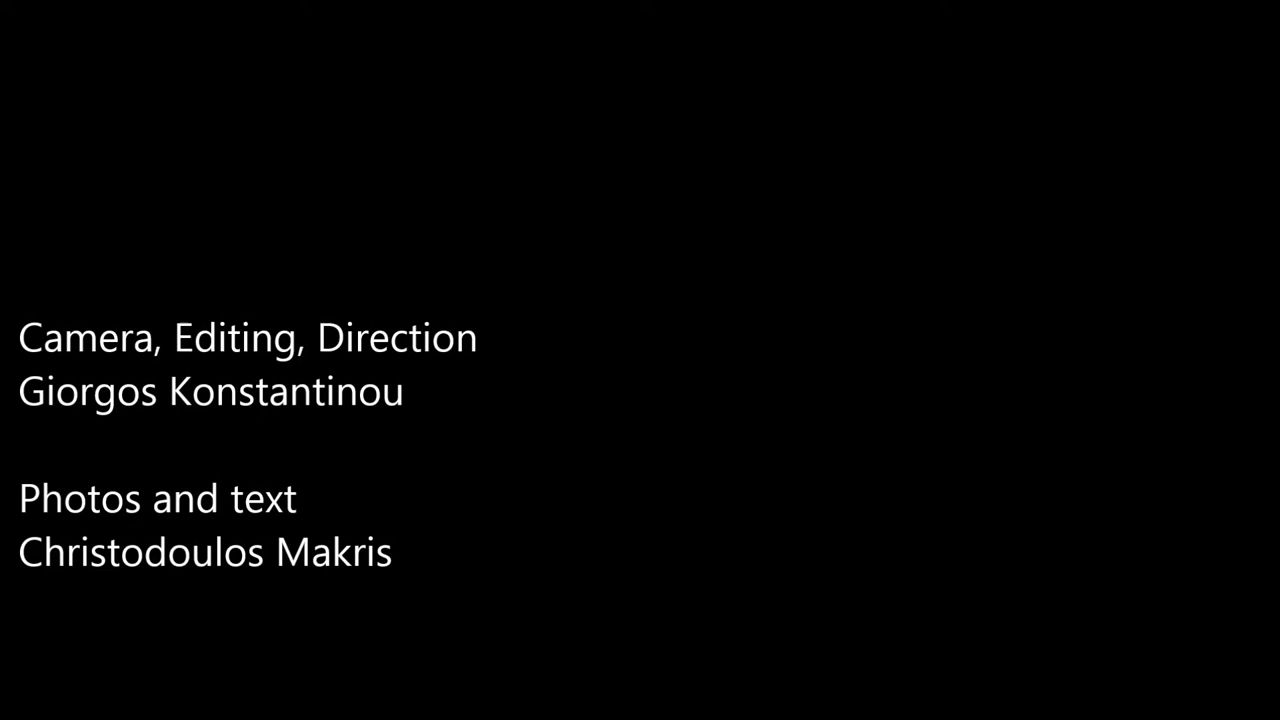 Camera, Editing, Direction
Giorgos Konstantinou
Photos and text
Christodoulos Makris